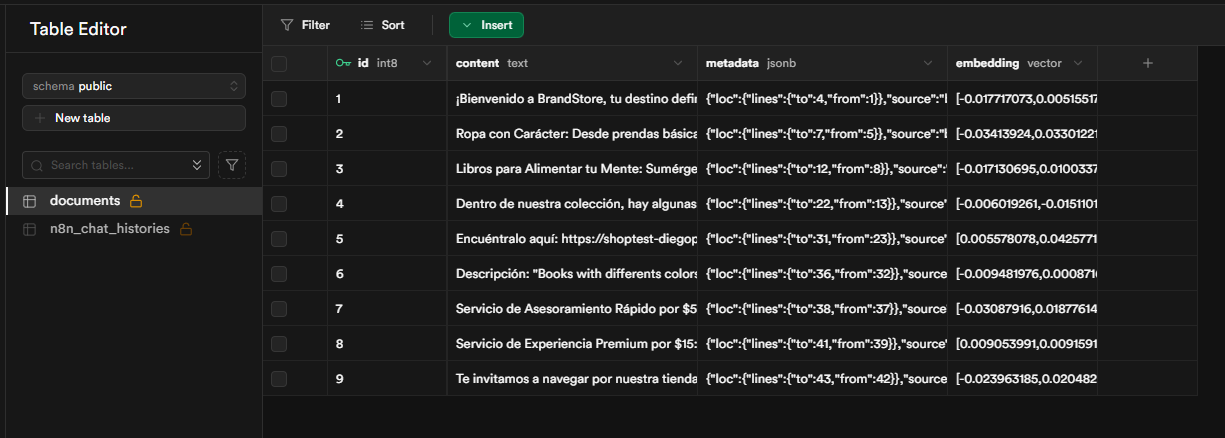 Table Editor
Filter Sort Insert
schema public
New table
Search tables...
documents
n8n_chat_histories
id int8 content text metadata jsonb embedding vector
1 ¡Bienvenido a BrandStore, tu destino defin {"loc":{"lines":{"to":4,"from":1}},"source":"b [-0.017717073,0.00515517
2 Ropa con Carácter: Desde prendas básica {"loc":{"lines":{"to":7,"from":5}},"source":"b [-0.03413924,0.03301221
3 Libros para Alimentar tu Mente: Sumérge {"loc":{"lines":{"to":12,"from":8}},"source":" [-0.017130695,0.0100337
4 Dentro de nuestra colección, hay algunas {"loc":{"lines":{"to":22,"from":13}},"source" [-0.006019261,-0.0151101
5 Encuéntralo aquí: https://shoptest-diegop {"loc":{"lines":{"to":31,"from":23}},"source" [0.005578078,0.0425771
6 Descripción: "Books with differents colors {"loc":{"lines":{"to":36,"from":32}},"source [-0.009481976,0.0008716
7 Servicio de Asesoramiento Rápido por $5 {"loc":{"lines":{"to":38,"from":37}},"source" [-0.03087916,0.01877614
8 Servicio de Experiencia Premium por $15: {"loc":{"lines":{"to":41,"from":39}},"source" [0.009053991,0.0091591
9 Te invitamos a navegar por nuestra tienda {"loc":{"lines":{"to":43,"from":42}},"source [-0.023963185,0.020482